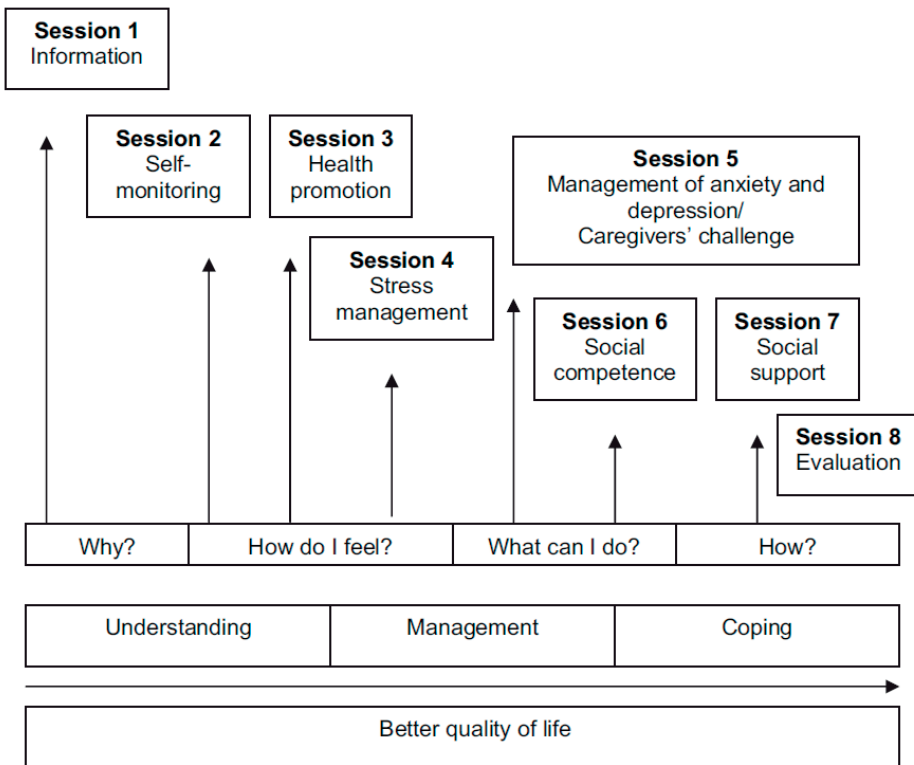 Session 1
Information
Session 2
Self-
monitoring
Session 3
Health
promotion
Session 4
Stress
management
Session 5
Management of anxiety and
depression/
Caregivers' challenge
Session 6
Social
competence
Session 7
Social
support
Session 8
Evaluation
Why?
How do I feel?
What can I do?
How?
Understanding
Management
Coping
Better quality of life